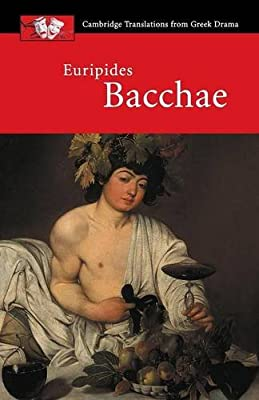 Cambridge Translations from Greek Drama
Euripides
Bacchae